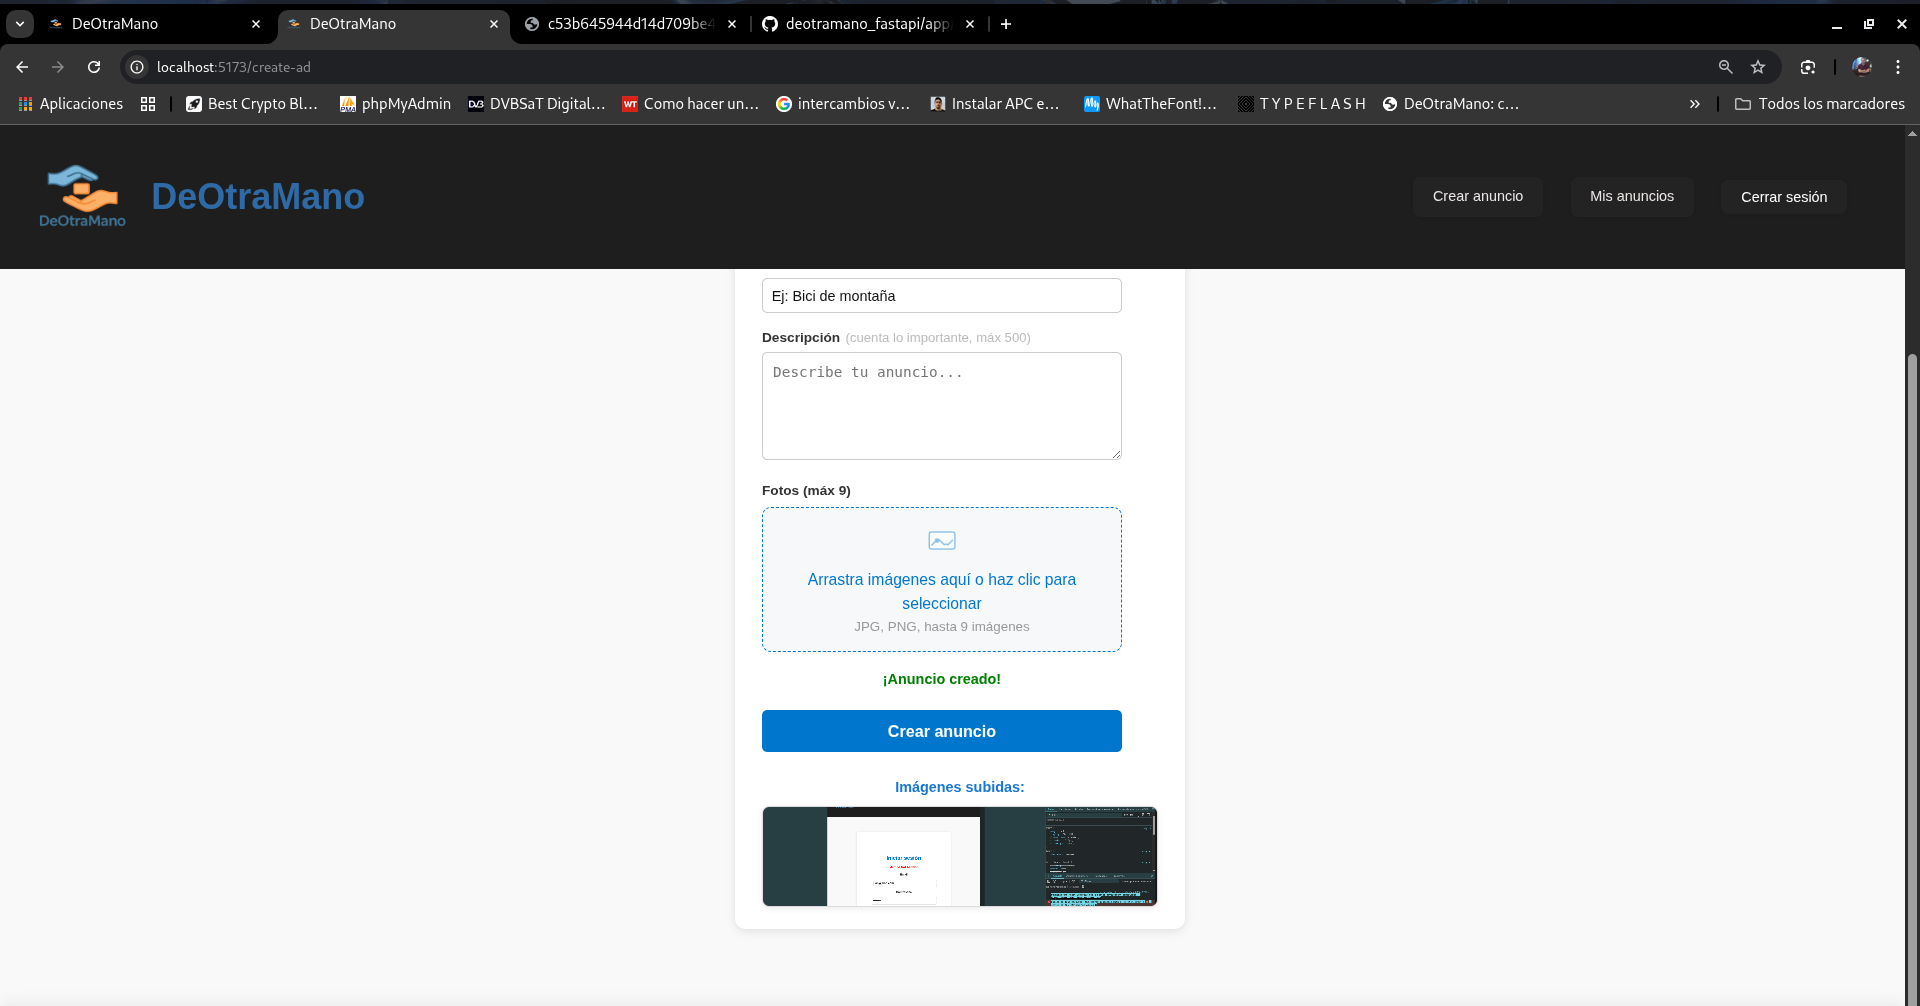 DeOtraMano
DeOtraMano
c53b645944d14d709be4
deotramano_fastapi/app
localhost:5173/create-ad
Aplicaciones
Best Crypto Bl...
phpMyAdmin
DVBSaT Digital...
Como hacer un...
intercambios v...
Instalar APC e...
WhatTheFont!...
T Y P E F L A S H
DeOtraMano: c...
Todos los marcadores
DeOtraMano
DeOtraMano
Crear anuncio
Mis anuncios
Cerrar sesión
Ej: Bici de montaña
Descripción (cuenta lo importante, máx 500)
Describe tu anuncio...
Fotos (máx 9)
Arrastra imágenes aquí o haz clic para
seleccionar
JPG, PNG, hasta 9 imágenes
¡Anuncio creado!
Crear anuncio
Imágenes subidas:
Iniciar sesión